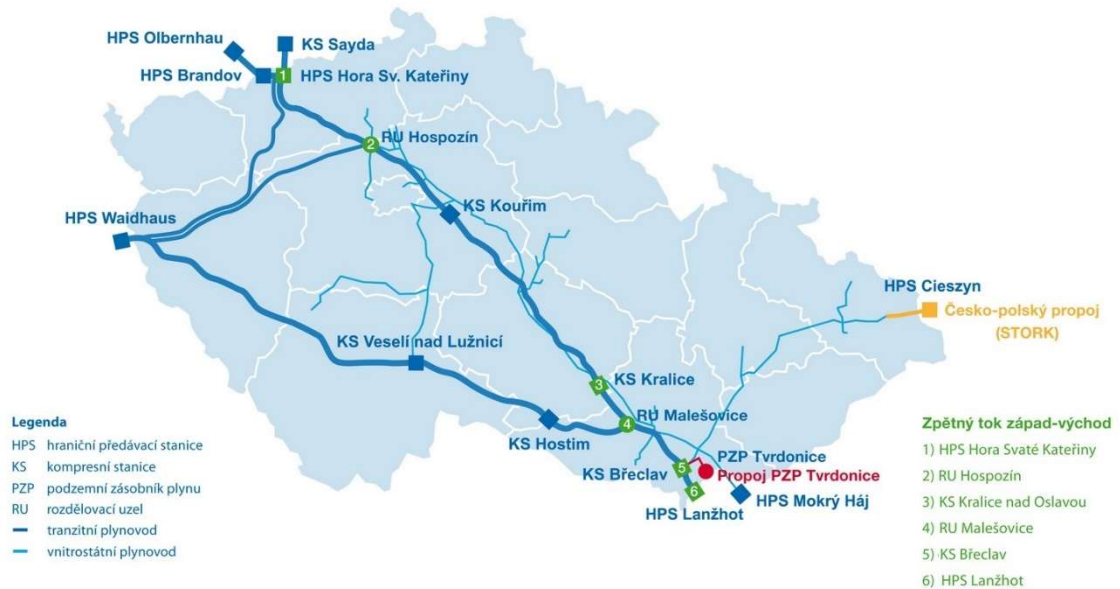 HPS Olbernhau
KS Sayda
HPS Brandov
1
HPS Hora Sv. Kateřiny
RU Hospozín
2
HPS Waidhaus
KS Kouřim
HPS Cieszyn
Česko-polský propoj
(STORK)
KS Veselí nad Lužnicí
3
KS Kralice
4
RU Malešovice
KS Hostim
PZP Tvrdonice
KS Břeclav
5
Propoj PZP Tvrdonice
6
HPS Mokrý Háj
HPS Lanžhot
Legenda
HPS hraniční předávací stanice
KS kompresní stanice
PZP podzemní zásobník plynu
RU rozdělovací uzel
tranzitní plynovod
vnitrostátní plynovod
Zpětný tok západ-východ
1) HPS Hora Svaté Kateřiny
2) RU Hospozín
3) KS Kralice nad Oslavou
4) RU Malešovice
5) KS Břeclav
6) HPS Lanžhot